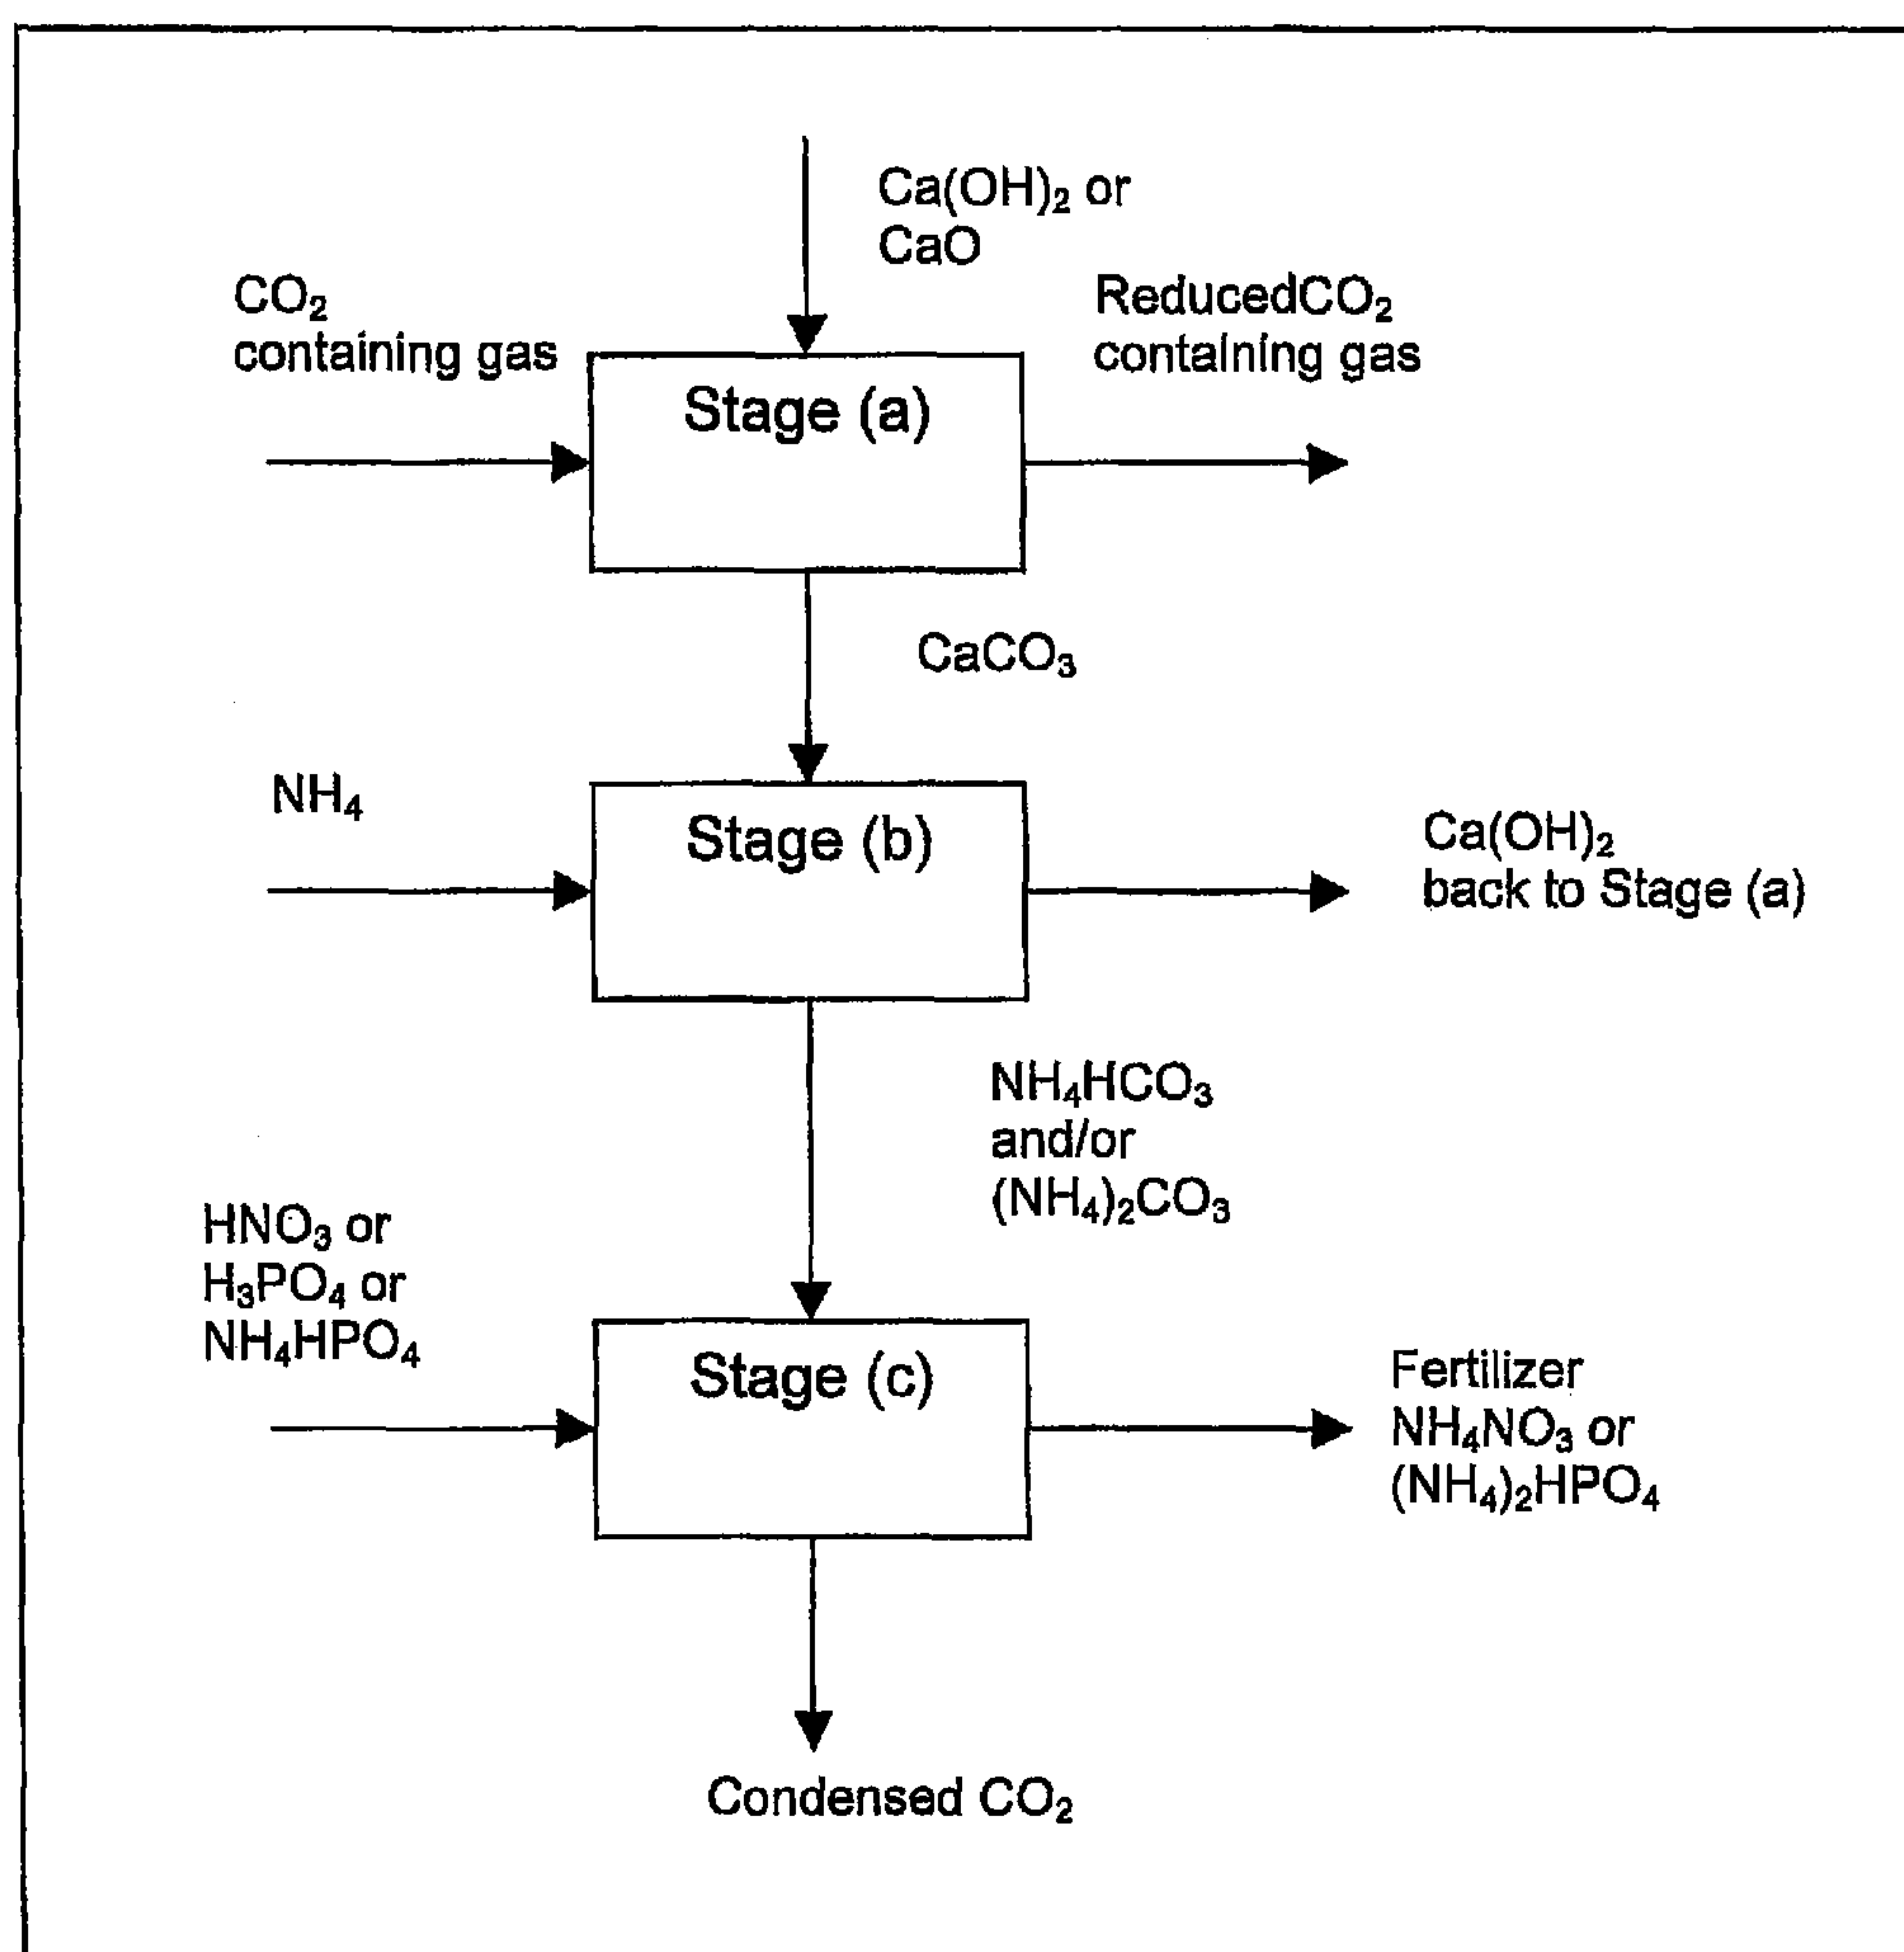 Ca(OH)₂ or
CaO
CO₂
containing gas
ReducedCO₂
containing gas
Stage (a)
CaCO₃
NH₄
Stage (b)
Ca(OH)₂
back to Stage (a)
NH₄HCO₃
and/or
(NH₄)₂CO₃
HNO₃ or
H₃PO₄ or
NH₄HPO₄
Stage (c)
Fertilizer
NH₄NO₃ or
(NH₄)₂HPO₄
Condensed CO₂